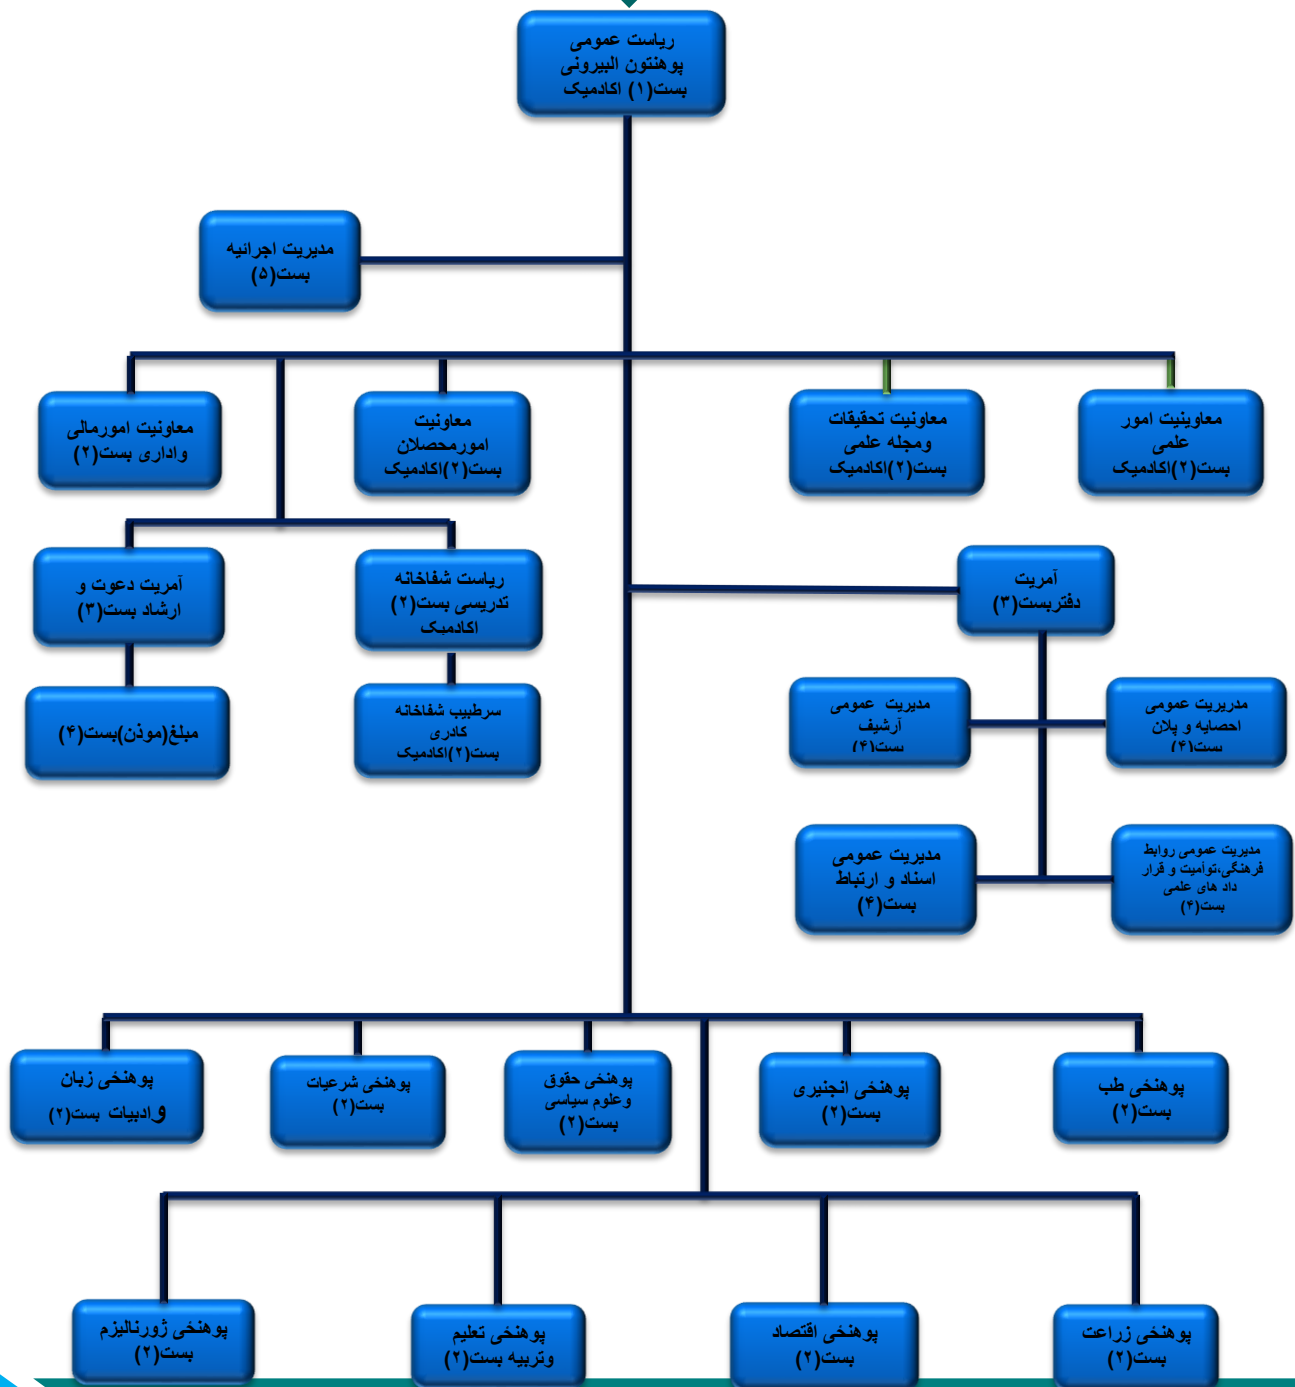 ریاست عمومی
پوهنتون البیرونی
بست(۱) اکادمیک
مدیریت اجرائیه
بست(۵)
معاوینیت امور
علمی
بست(۲)اکادمیک
معاونیت تحقیقات
ومجله علمی
بست(۲)اکادمیک
معاونیت
امورمحصلان
بست(۲)اکادمیک
معاونیت امورمالی
واداری بست(۲)
آمریت
دفتربست(۳)
ریاست شفاخانه
تدریسی بست(۲)
اکادمیک
آمریت دعوت و
ارشاد بست(۳)
مدریریت عمومی
احصایه و پلان
بست(۴)
مدیریت عمومی
آرشیف
بست(۴)
سرطبیب شفاخانه
کادری
بست(۲)اکادمیک
مبلغ(موذن)بست(۴)
مدیریت عمومی روابط
فرهنگی،توأمیت و قرار
داد های علمی
بست(۴)
مدیریت عمومی
اسناد و ارتباط
بست(۴)
پوهنځی طب
بست(۲)
پوهنځی انجنیری
بست(۲)
پوهنځی حقوق
وعلوم سیاسی
بست(۲)
پوهنځی شرعیات
بست(۲)
پوهنځی زبان
وادبیات بست(۲)
پوهنځی زراعت
بست(۲)
پوهنځی اقتصاد
بست(۲)
پوهنځی تعلیم
وتربیه بست(۲)
پوهنځی ژورنالیزم
بست(۲)